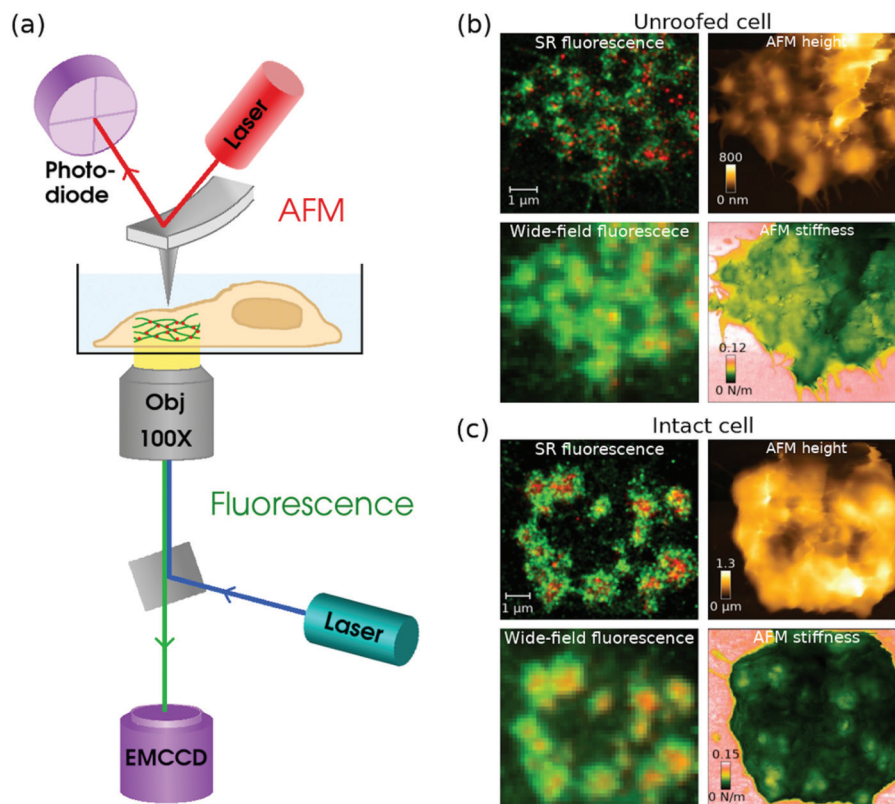 (a)
Laser
Photo-
diode
AFM
Obj
100X
Fluorescence
Laser
EMCCD
(b)
Unroofed cell
SR fluorescence
1 μm
AFM height
800
0 nm
Wide-field fluorescece
AFM stiffness
0.12
0 N/m
(c)
Intact cell
SR fluorescence
1 μm
AFM height
1.3
0 μm
Wide-field fluorescence
AFM stiffness
0.15
0 N/m